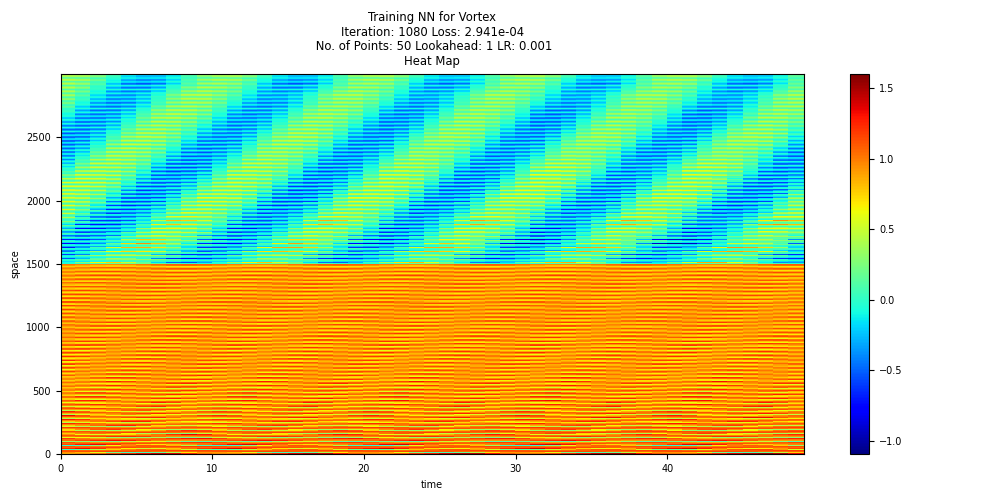 Training NN for Vortex
Iteration: 1080 Loss: 2.941e-04
No. of Points: 50 Lookahead: 1 LR: 0.001
Heat Map
space
2500
2000
1500
1000
500
0
0 10 20 30 40
time
1.5
1.0
0.5
0.0
−0.5
−1.0